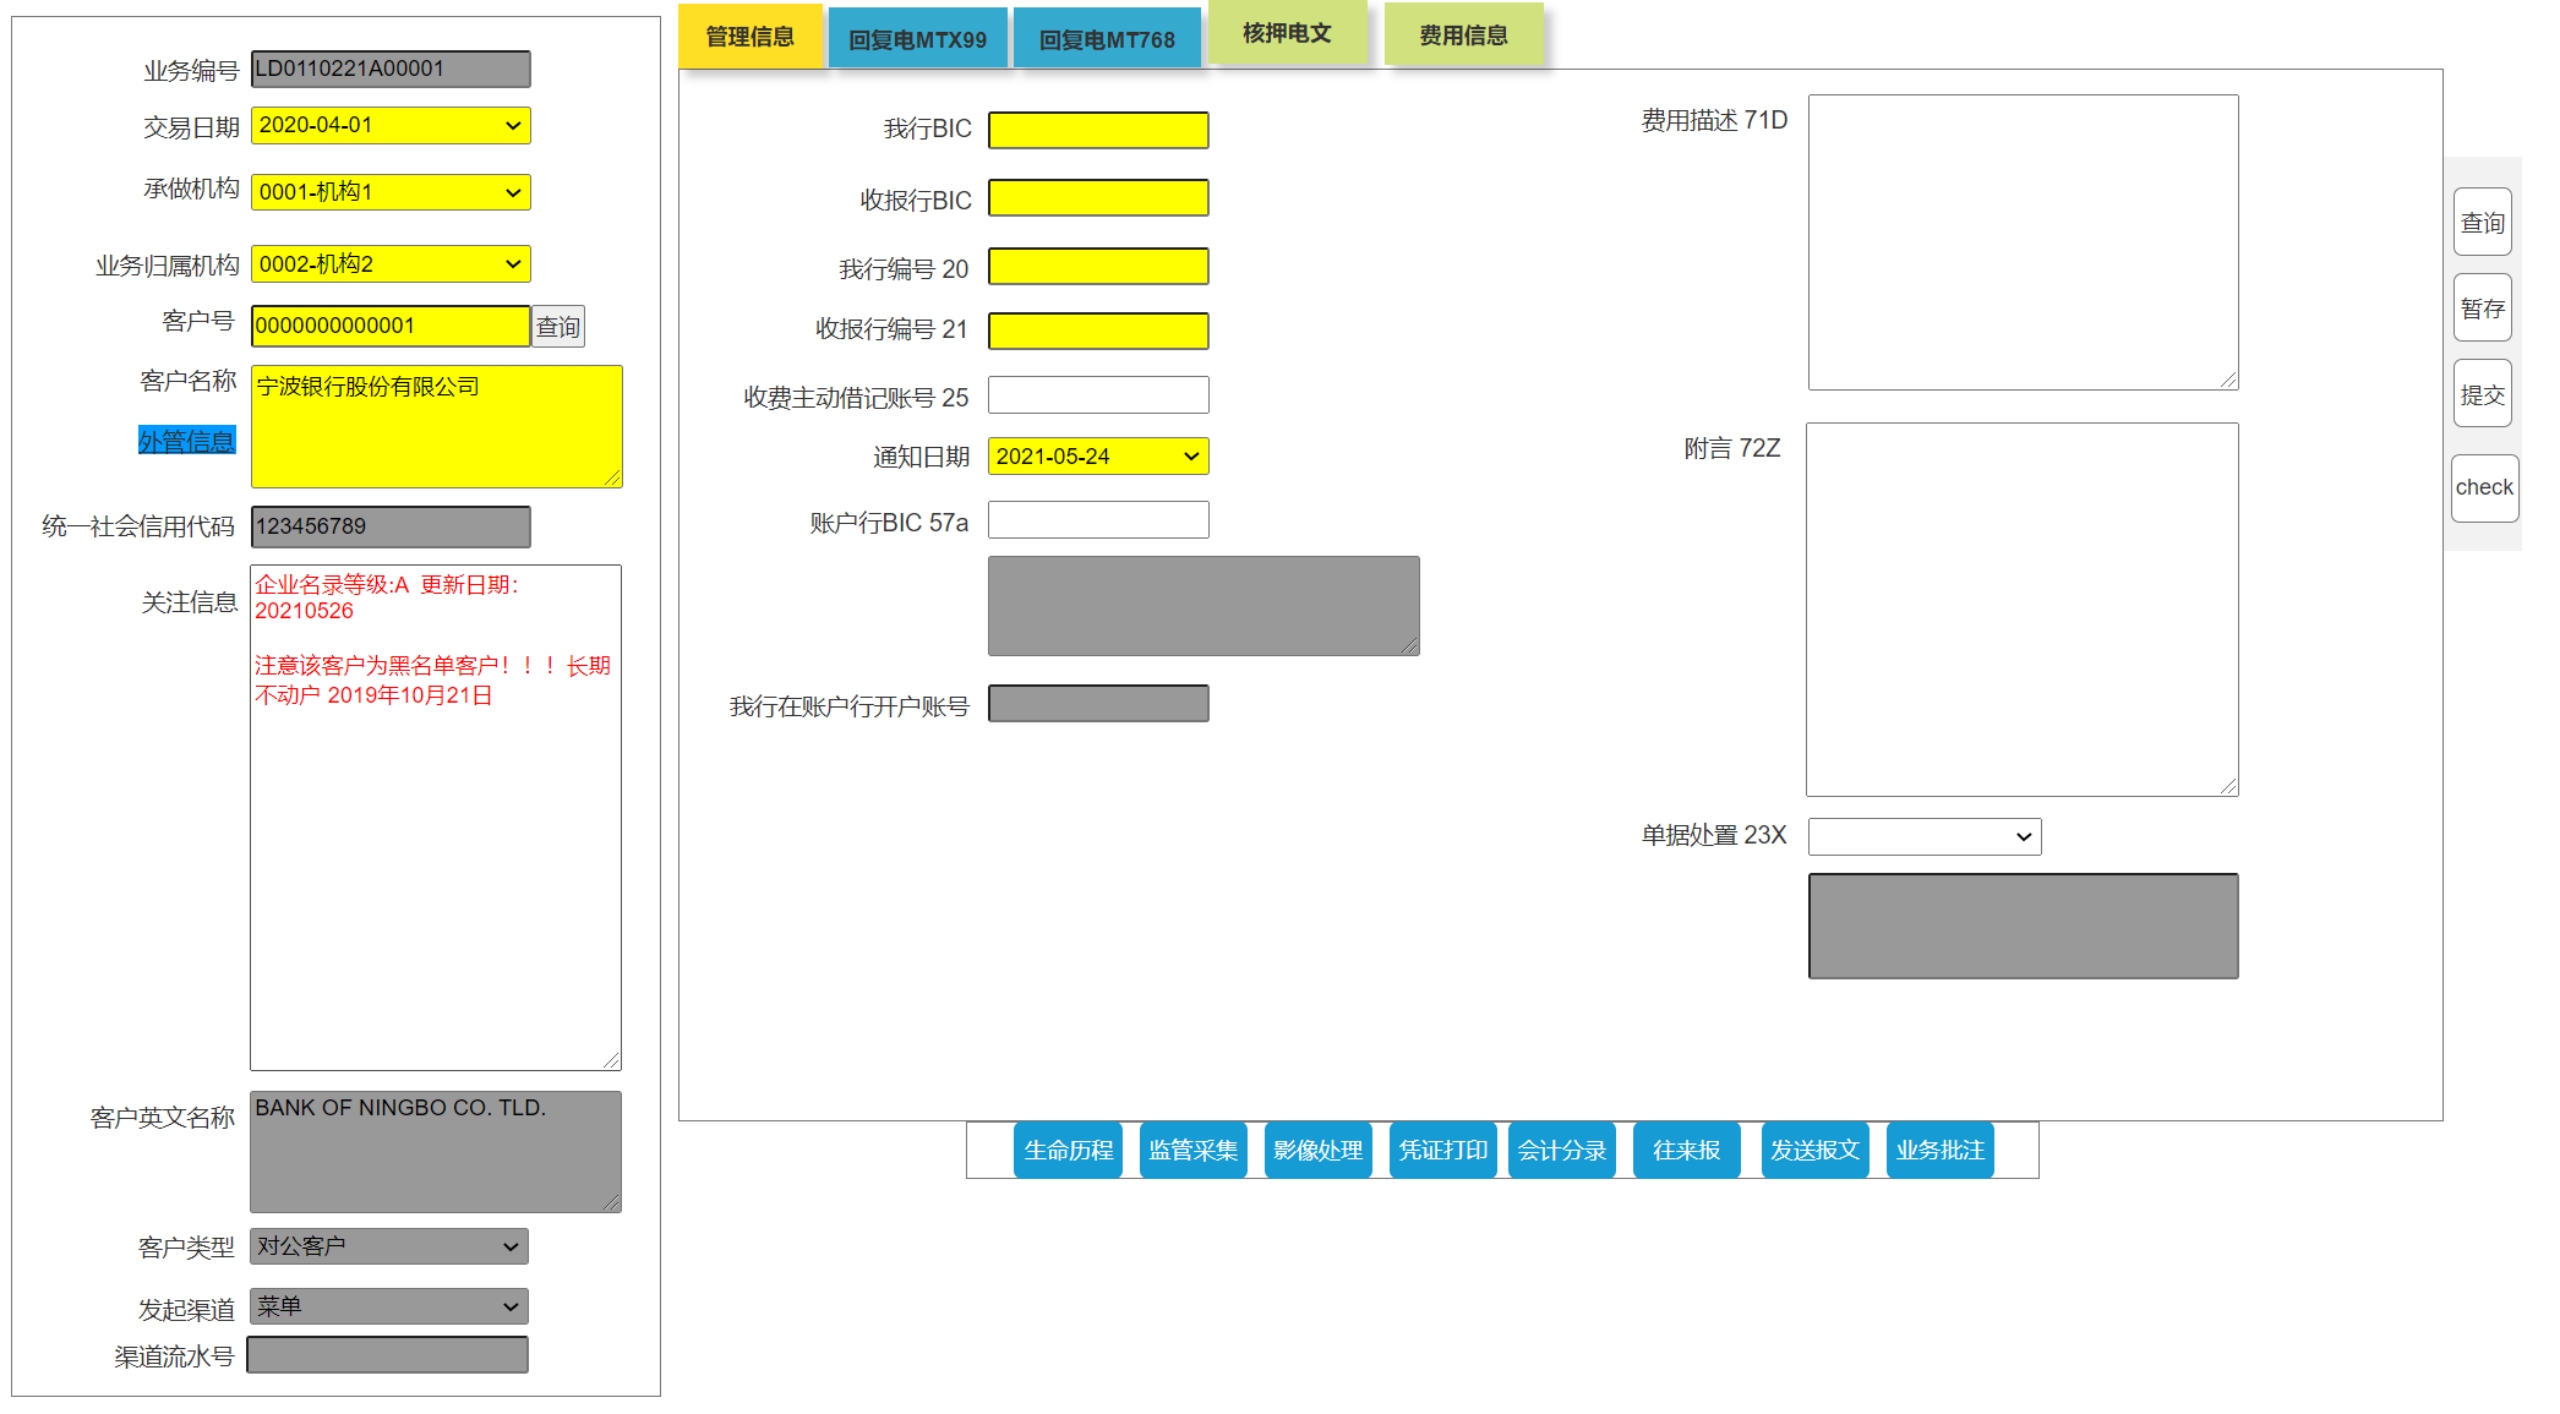 业务编号 LD0110221A00001
交易日期 2020-04-01
承做机构 0001-机构1
业务归属机构 0002-机构2
客户号 0000000000001 查询
客户名称 宁波银行股份有限公司
外管信息
统一社会信用代码 123456789
关注信息 企业名录等级:A 更新日期：
20210526
注意该客户为黑名单客户！！！长期
不动户 2019年10月21日
客户英文名称 BANK OF NINGBO CO. TLD.
客户类型 对公客户
发起渠道 菜单
渠道流水号
管理信息 回复电MTX99 回复电MT768 核押电文 费用信息
我行BIC
收报行BIC
我行编号 20
收报行编号 21
收费主动借记账号 25
通知日期 2021-05-24
账户行BIC 57a
我行在账户行开户账号
费用描述 71D
附言 72Z
单据处置 23X
查询
暂存
提交
check
生命历程 监管采集 影像处理 凭证打印 会计分录 往来报 发送报文 业务批注